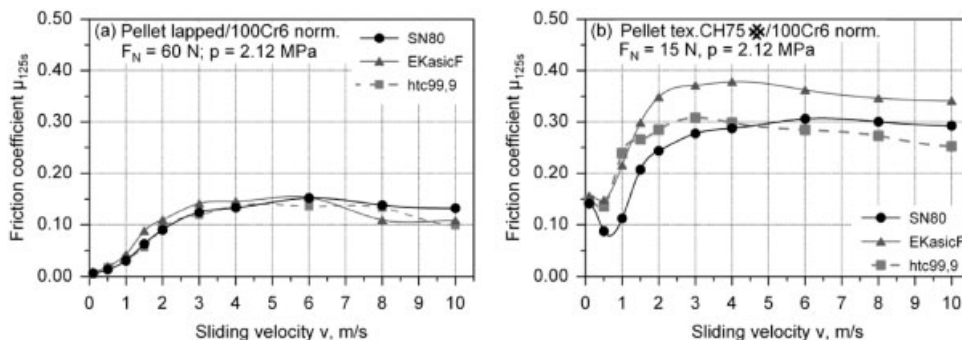 (a) Pellet lapped/100Cr6 norm.
F_N = 60 N; p = 2.12 MPa
SN80
EKasicF
htc99,9
Friction coefficient μ_125s
0.50
0.40
0.30
0.20
0.10
0.00
0 1 2 3 4 5 6 7 8 9 10
Sliding velocity v, m/s
(b) Pellet tex.CH75 /100Cr6 norm.
F_N = 15 N, p = 2.12 MPa
SN80
EKasicF
htc99,9
Friction coefficient μ_125s
0.50
0.40
0.30
0.20
0.10
0.00
0 1 2 3 4 5 6 7 8 9 10
Sliding velocity v, m/s